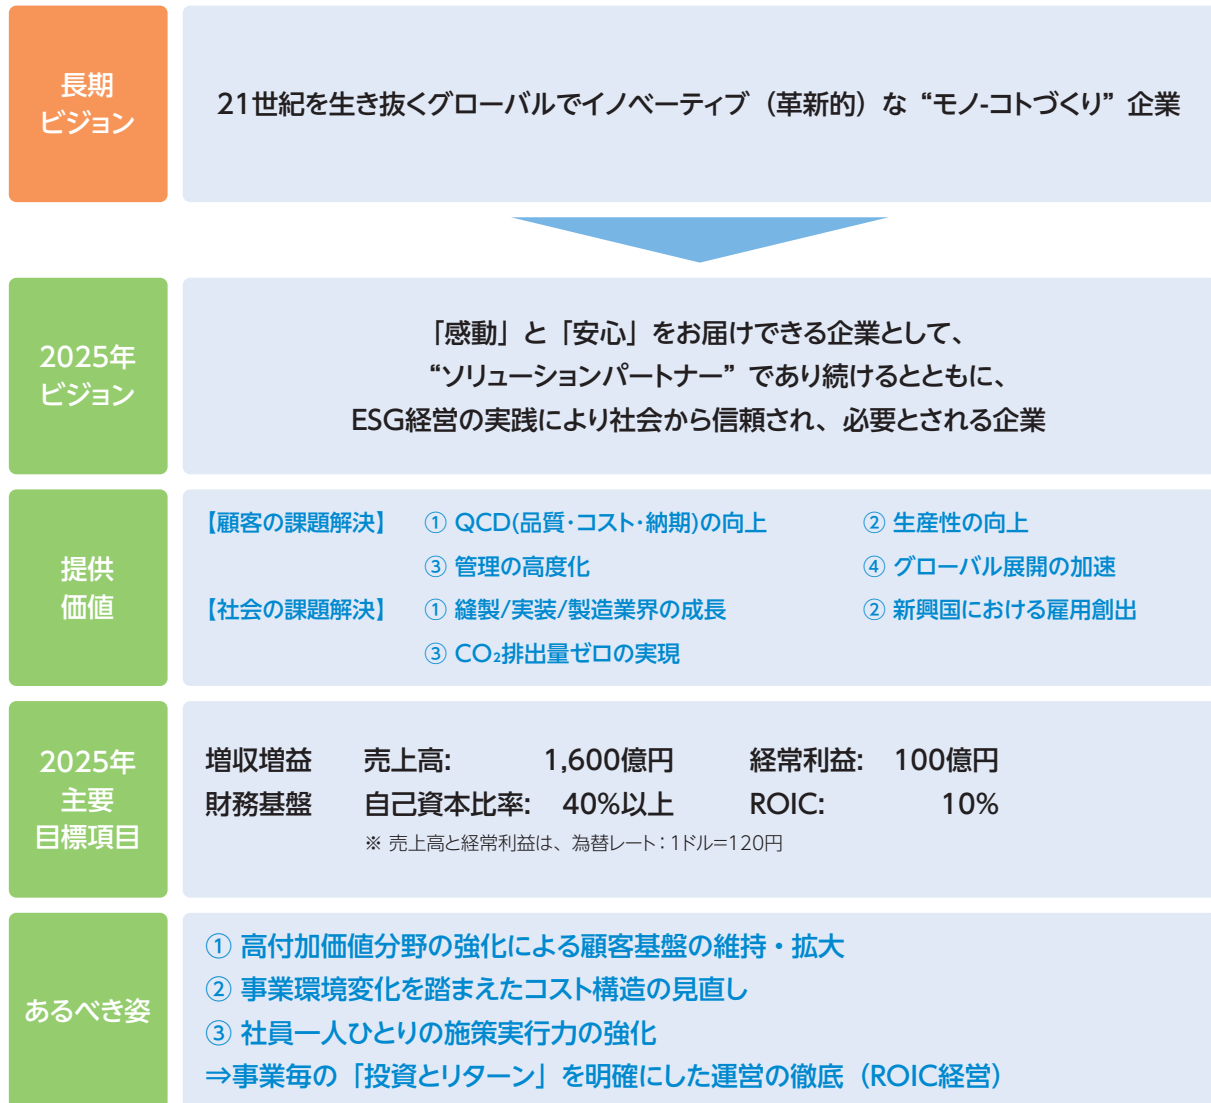 長期
ビジョン
21世紀を生き抜くグローバルでイノベーティブ（革新的）な“モノ-コトづくり”企業
2025年
ビジョン
「感動」と「安心」をお届けできる企業として、
“ソリューションパートナー”であり続けるとともに、
ESG経営の実践により社会から信頼され、必要とされる企業
提供
価値
【顧客の課題解決】 ① QCD(品質・コスト・納期)の向上 ② 生産性の向上
③ 管理の高度化 ④ グローバル展開の加速
【社会の課題解決】 ① 縫製/実装/製造業界の成長 ② 新興国における雇用創出
③ CO₂排出量ゼロの実現
2025年
主要
目標項目
増収増益 売上高: 1,600億円 経常利益: 100億円
財務基盤 自己資本比率: 40%以上 ROIC: 10%
※ 売上高と経常利益は、為替レート：1ドル=120円
あるべき姿
① 高付加価値分野の強化による顧客基盤の維持・拡大
② 事業環境変化を踏まえたコスト構造の見直し
③ 社員一人ひとりの施策実行力の強化
⇒事業毎の「投資とリターン」を明確にした運営の徹底（ROIC経営）